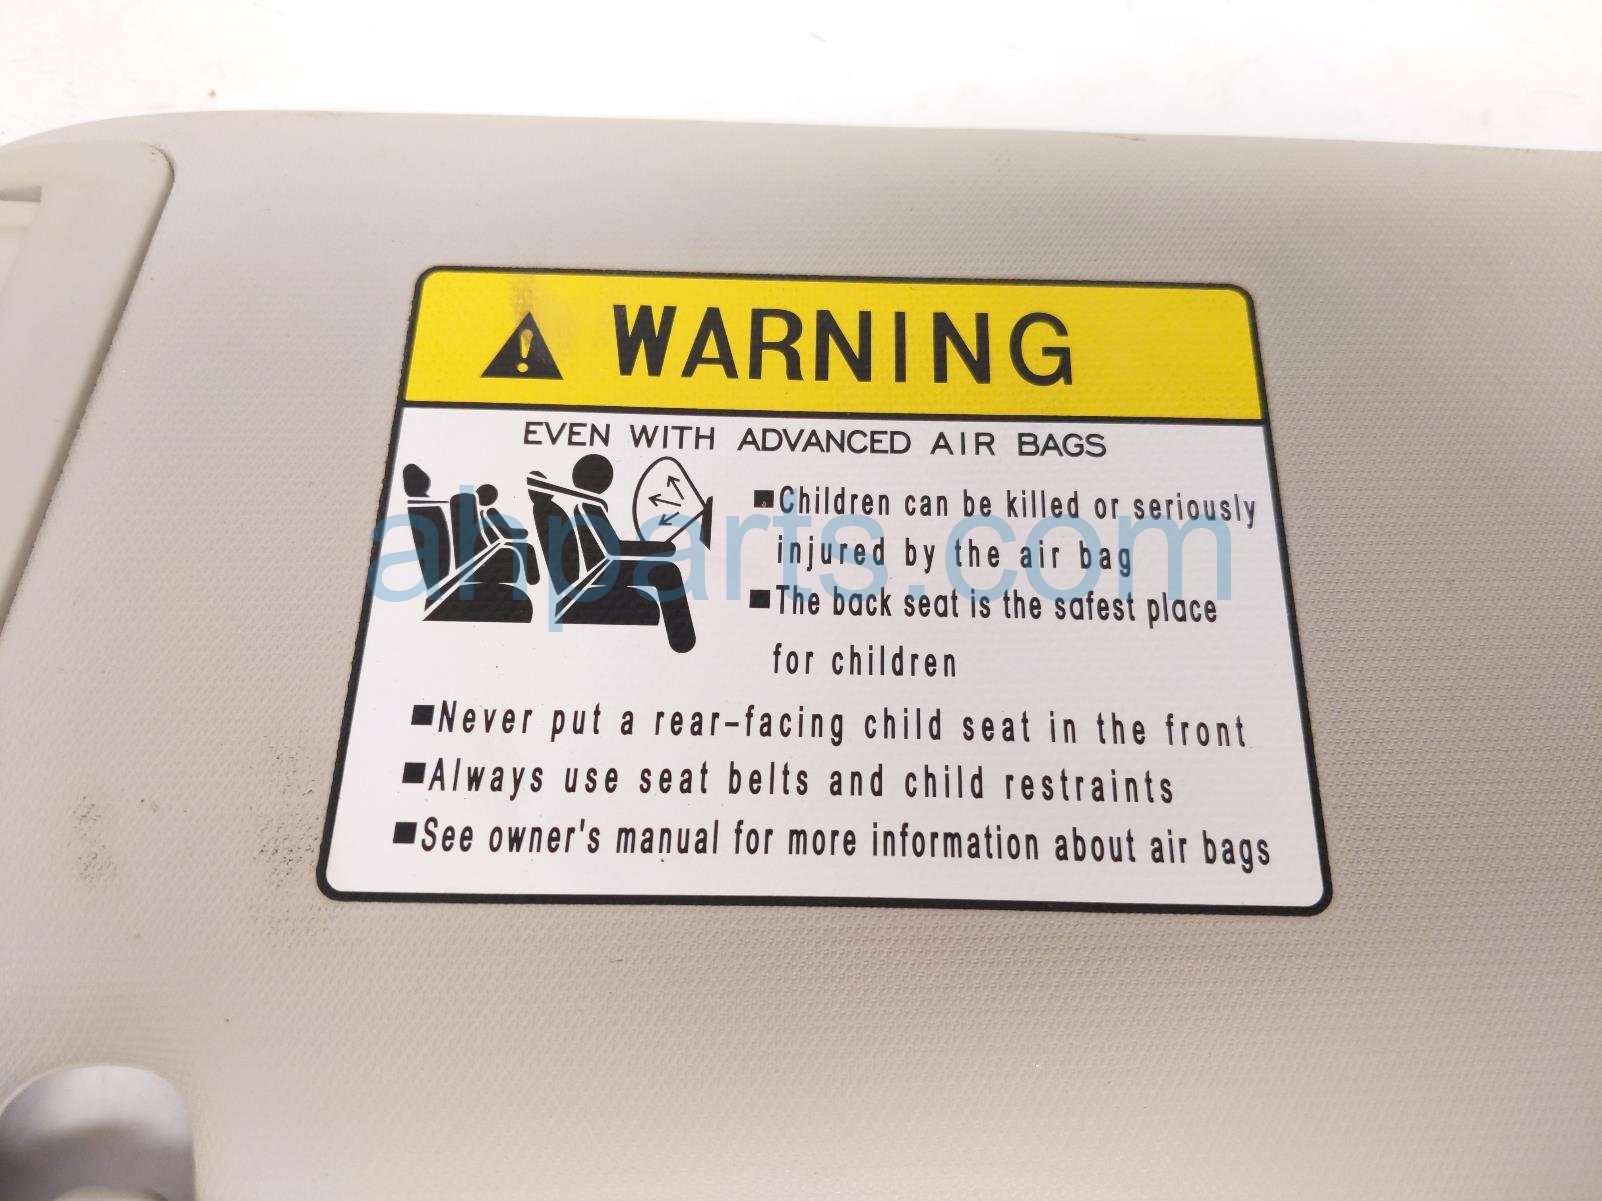 WARNING
EVEN WITH ADVANCED AIR BAGS
■Children can be killed or seriously
injured by the air bag
■The back seat is the safest place
for children
■Never put a rear-facing child seat in the front
■Always use seat belts and child restraints
■See owner's manual for more information about air bags
ahparts.com